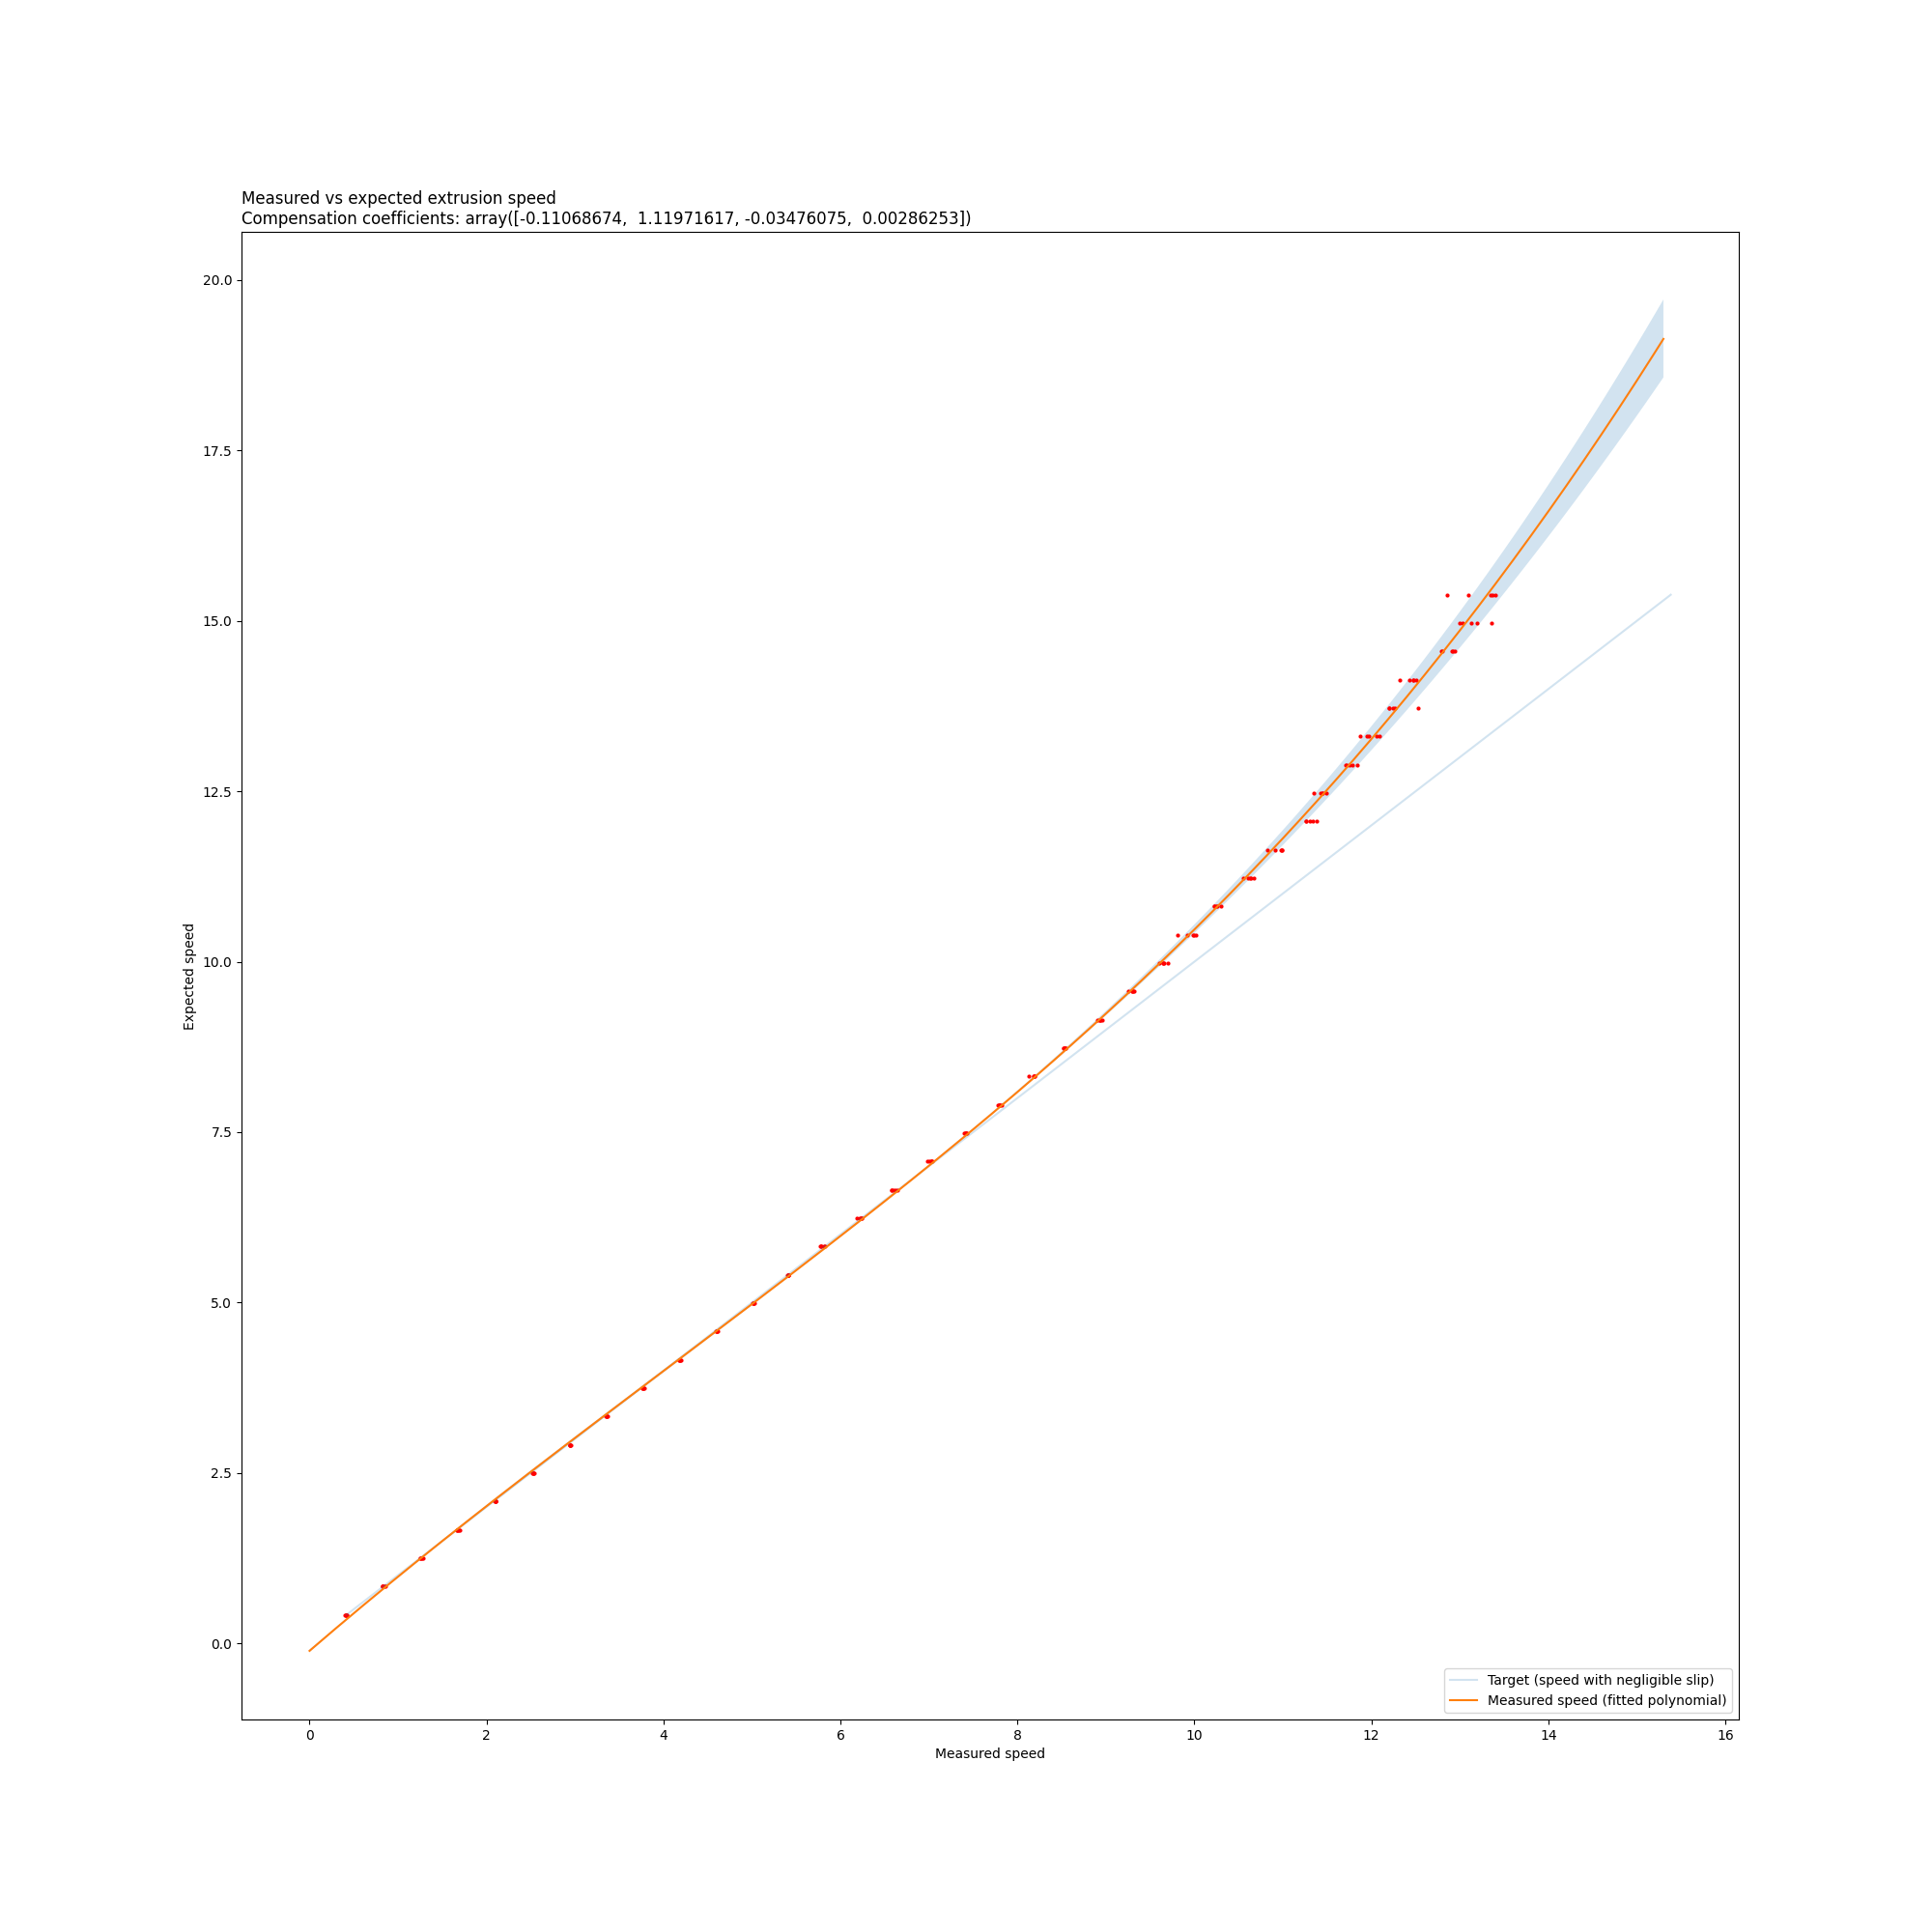 Measured vs expected extrusion speed
Compensation coefficients: array([-0.11068674,  1.11971617, -0.03476075,  0.00286253])
20.0
17.5
15.0
12.5
10.0
7.5
5.0
2.5
0.0
Expected speed
Target (speed with negligible slip)
Measured speed (fitted polynomial)
0 2 4 6 8 10 12 14 16
Measured speed